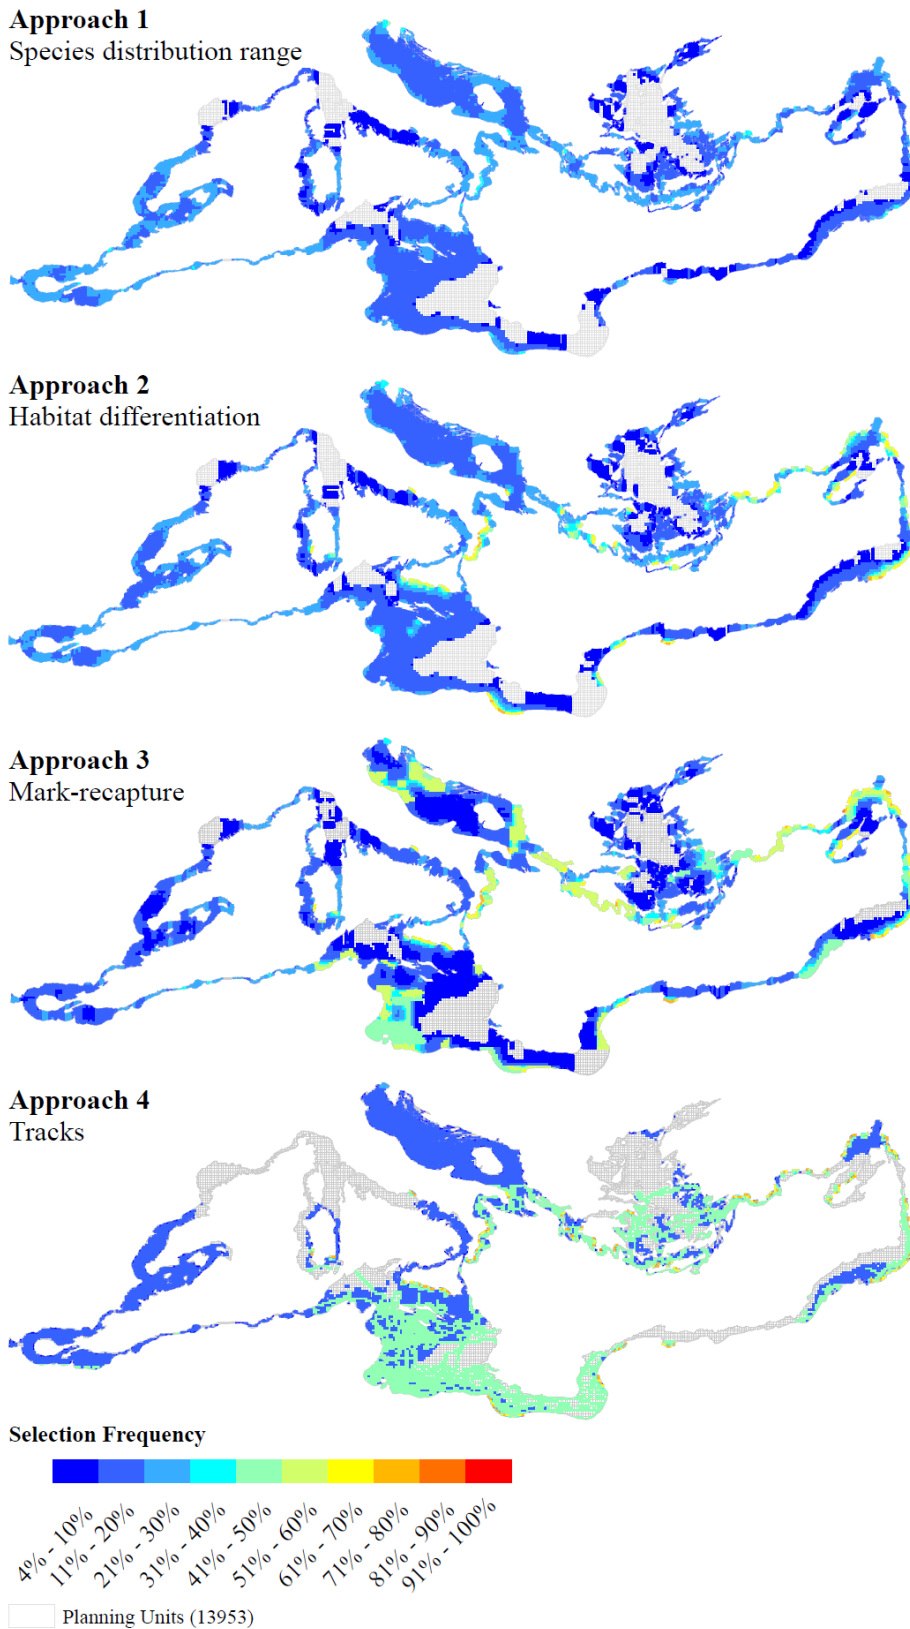 Approach 1
Species distribution range
Approach 2
Habitat differentiation
Approach 3
Mark-recapture
Approach 4
Tracks
Selection Frequency
4% - 10%
11% - 20%
21% - 30%
31% - 40%
41% - 50%
51% - 60%
61% - 70%
71% - 80%
81% - 90%
91% - 100%
Planning Units (13953)